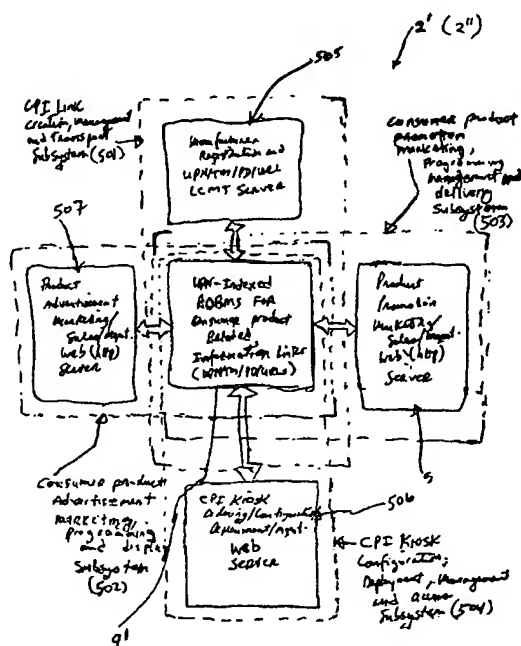 2' (2")
505
CPI Link
Creation, Management
and Transport
Subsystem (501)
Manufacturer
Registration and
UPN/TM/PD/URL
LCMT SERVER
Consumer product
promotion
marketing,
programming
management and
delivery
Subsystem
(503)
507
Product
Advertisement
Marketing
Sales/Mgmt.
Web (http)
Server
UPN-Indexed
RDBMS FOR
Consumer product
Related
Information Links
(UPN/TM/PD/URLs)
Product
Promotion
Marketing
Sales/Mgmt.
Web (http)
Server
Consumer product
Advertisement
marketing,
programming
and display
Subsystem
(502)
CPI Kiosk
Ordering/Configuration
Deployment/Mgmt.
Web
Server
506
5
CPI KIOSK
Configuration,
Deployment, Management
and access
Subsystem (504)
9'